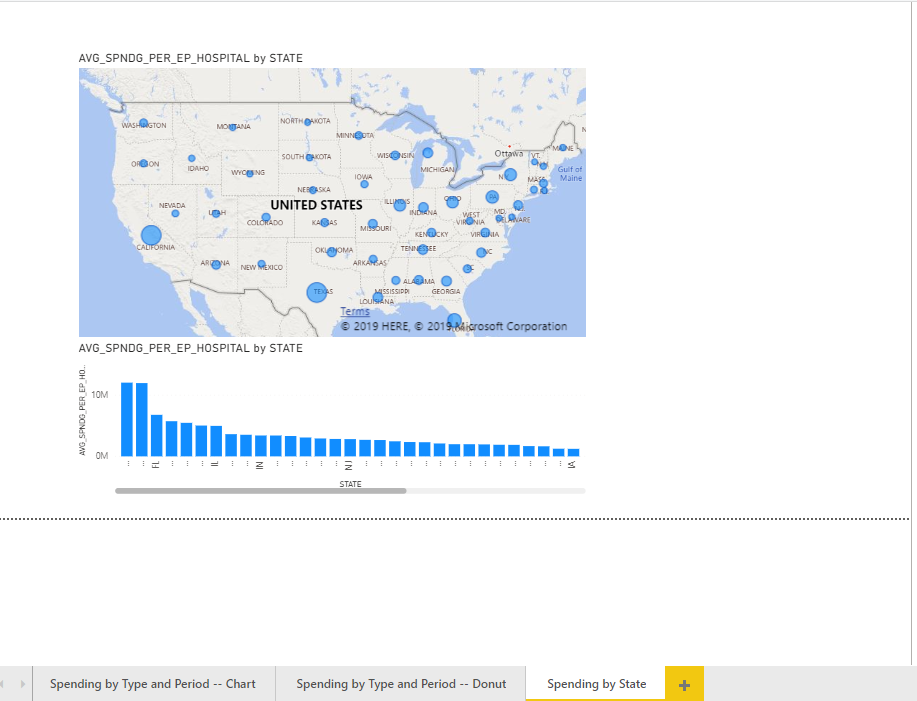 AVG_SPNDG_PER_EP_HOSPITAL by STATE
WASHINGTON
MONTANA
NORTH DAKOTA
MINNESOTA
Ottawa
VT.
MAINE
OREGON
IDAHO
WYOMING
SOUTH DAKOTA
WISCONSIN
MICHIGAN
MASS.
Gulf of
Maine
IOWA
NEBRASKA
NEVADA
UTAH
COLORADO
UNITED STATES
KANSAS
MISSOURI
ILLINOIS
INDIANA
OHIO
PA.
WEST
VIRGINIA
MD.
DELAWARE
VIRGINIA
KENTUCKY
CALIFORNIA
ARIZONA
NEW MEXICO
OKLAHOMA
ARKANSAS
TENNESSEE
NC
SC
TEXAS
LOUISIANA
MISSISSIPPI
ALABAMA
GEORGIA
Terms
© 2019 HERE, © 2019 Microsoft Corporation
AVG_SPNDG_PER_EP_HOSPITAL by STATE
AVG_SPNDG_PER_EP_HO...
10M
0M
... ... FL ... ... ... IL ... ... IN ... ... ... ... ... NJ ... ... ... ... ... ... ... ... ... ... ... ... ... ... IA
STATE
Spending by Type and Period -- Chart
Spending by Type and Period -- Donut
Spending by State
+